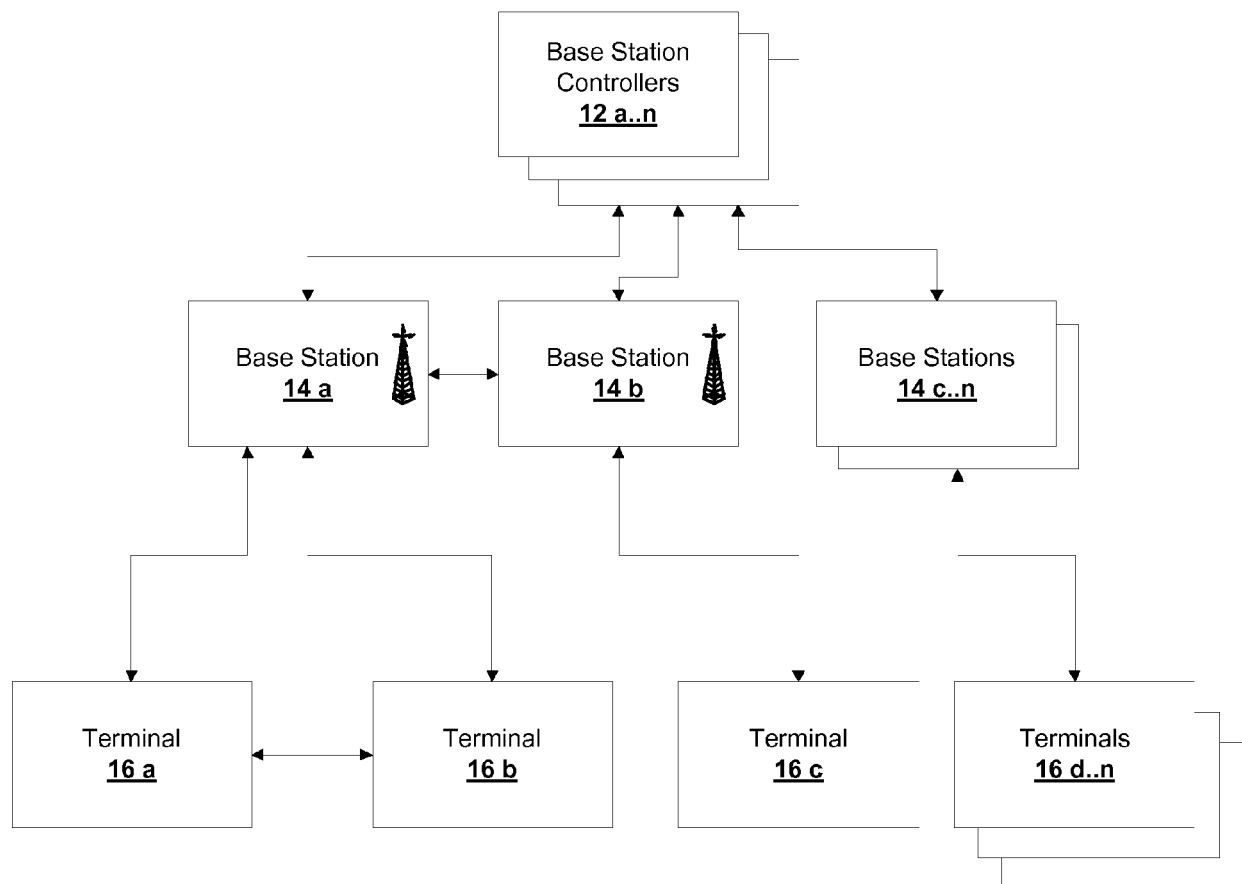 Base Station
Controllers
12 a..n
Base Station
14 a
Base Station
14 b
Base Stations
14 c..n
Terminal
16 a
Terminal
16 b
Terminal
16 c
Terminals
16 d..n